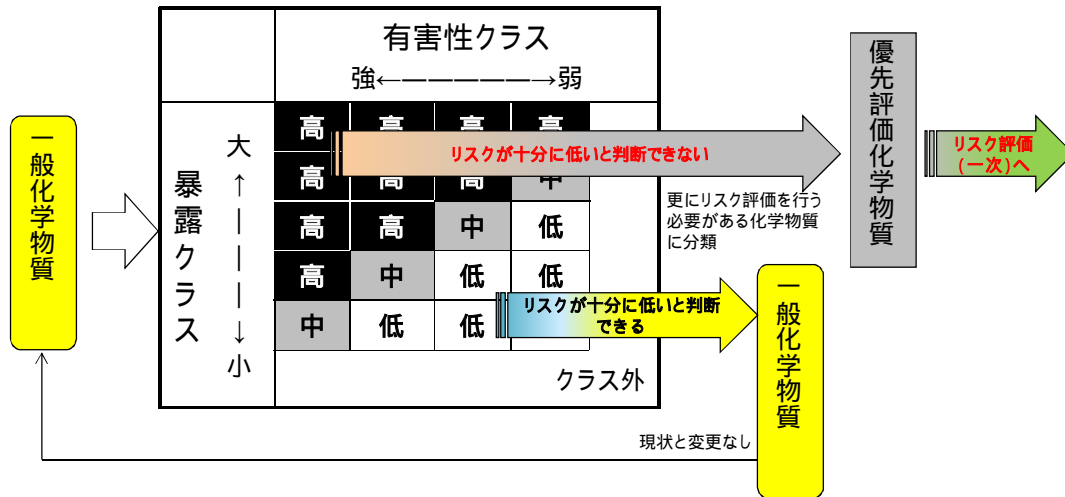 有害性クラス
強←―――――→弱
一般化学物質
暴露クラス
大←―――→小
高 高 高 高
高 高 高 中
高 高 中 低
高 中 低 低
中 低 低
クラス外
リスクが十分に低いと判断できない
更にリスク評価を行う
必要がある化学物質
に分類
優先評価化学物質
リスク評価
(一次)へ
リスクが十分に低いと判断
できる
一般化学物質
現状と変更なし